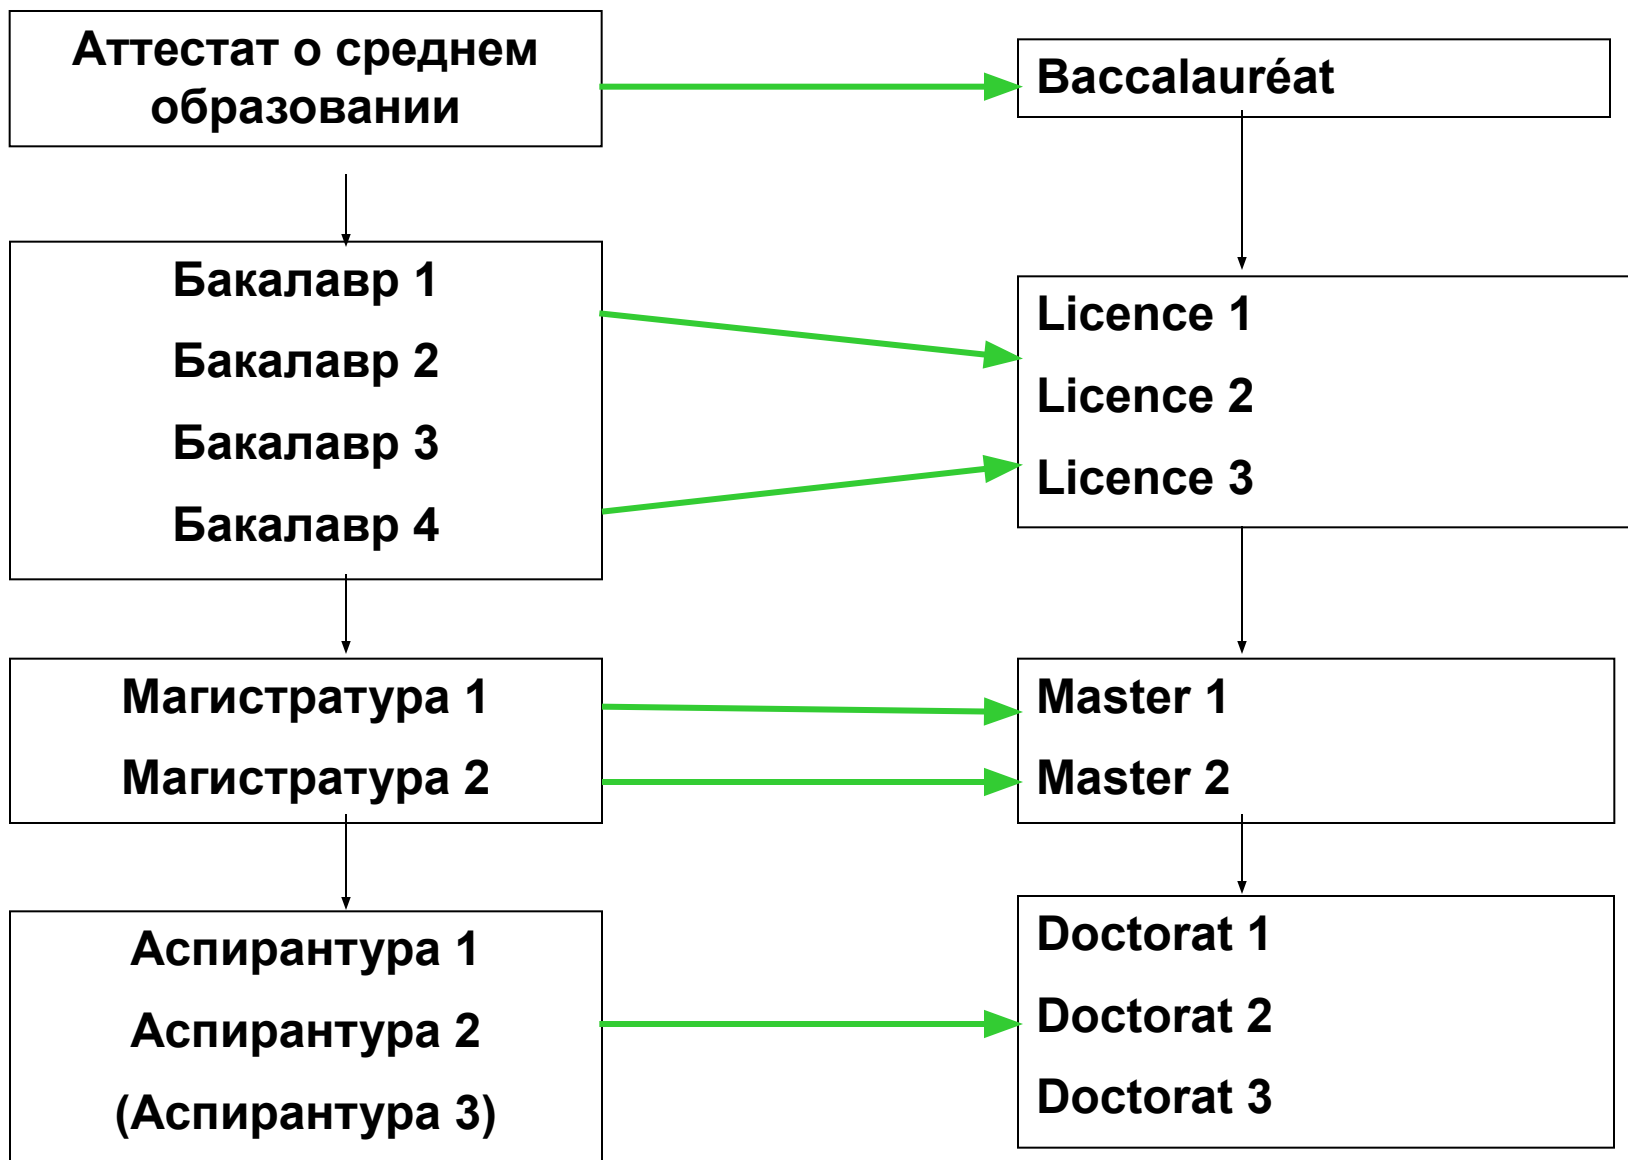 Аттестат о среднем
образовании
Baccalauréat
Бакалавр 1
Бакалавр 2
Бакалавр 3
Бакалавр 4
Licence 1
Licence 2
Licence 3
Магистратура 1
Магистратура 2
Master 1
Master 2
Аспирантура 1
Аспирантура 2
(Аспирантура 3)
Doctorat 1
Doctorat 2
Doctorat 3